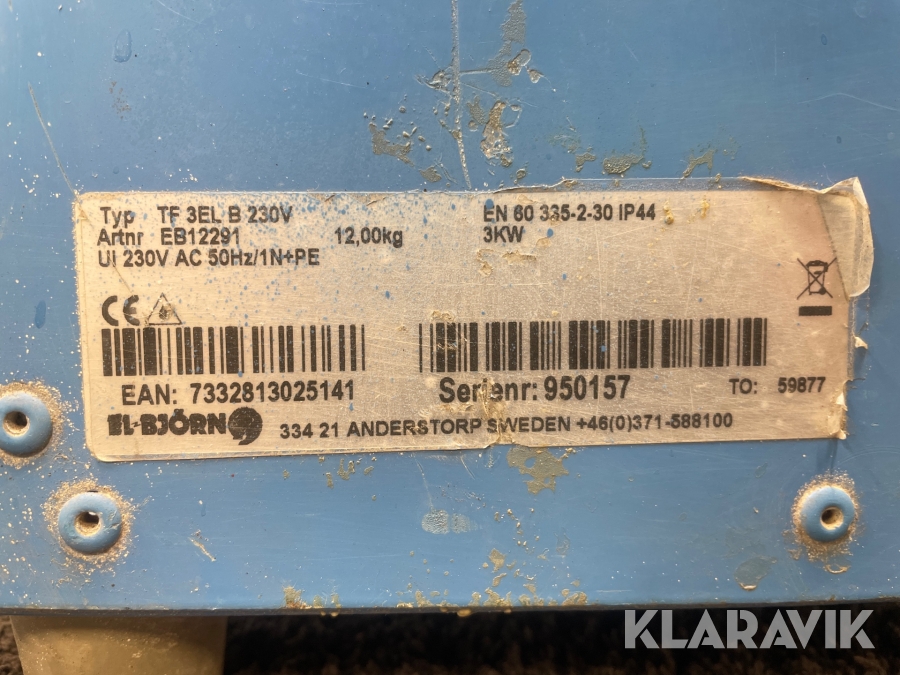 Typ TF 3EL B 230V
Artnr EB12291 12,00kg
UI 230V AC 50Hz/1N+PE
EN 60 335-2-30 IP44
3KW
CE
EAN: 7332813025141
Serienr: 950157
TO: 59877
EL-BJÖRN
334 21 ANDERSTORP SWEDEN +46(0)371-588100
KLARAVIK